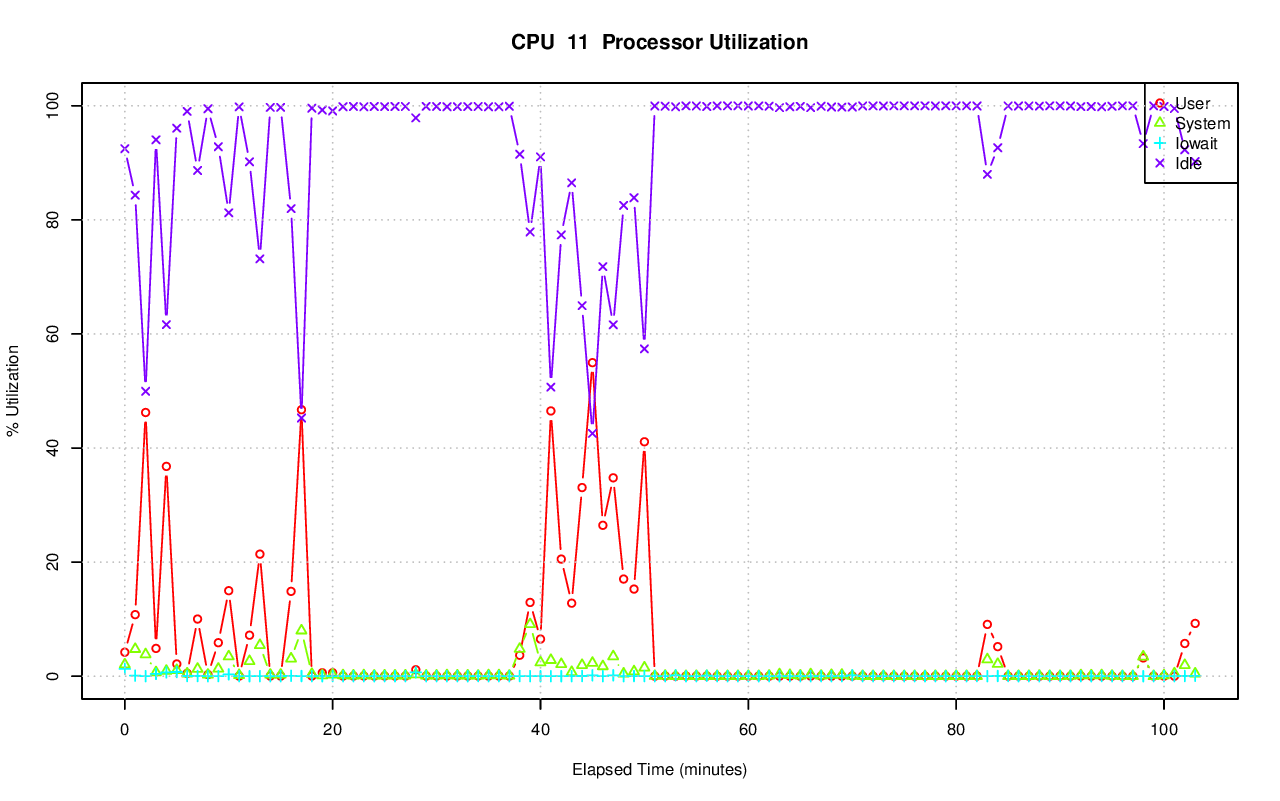 CPU  11  Processor Utilization
100
80
60
40
20
0
% Utilization
User
System
Iowait
Idle
0 20 40 60 80 100
Elapsed Time (minutes)